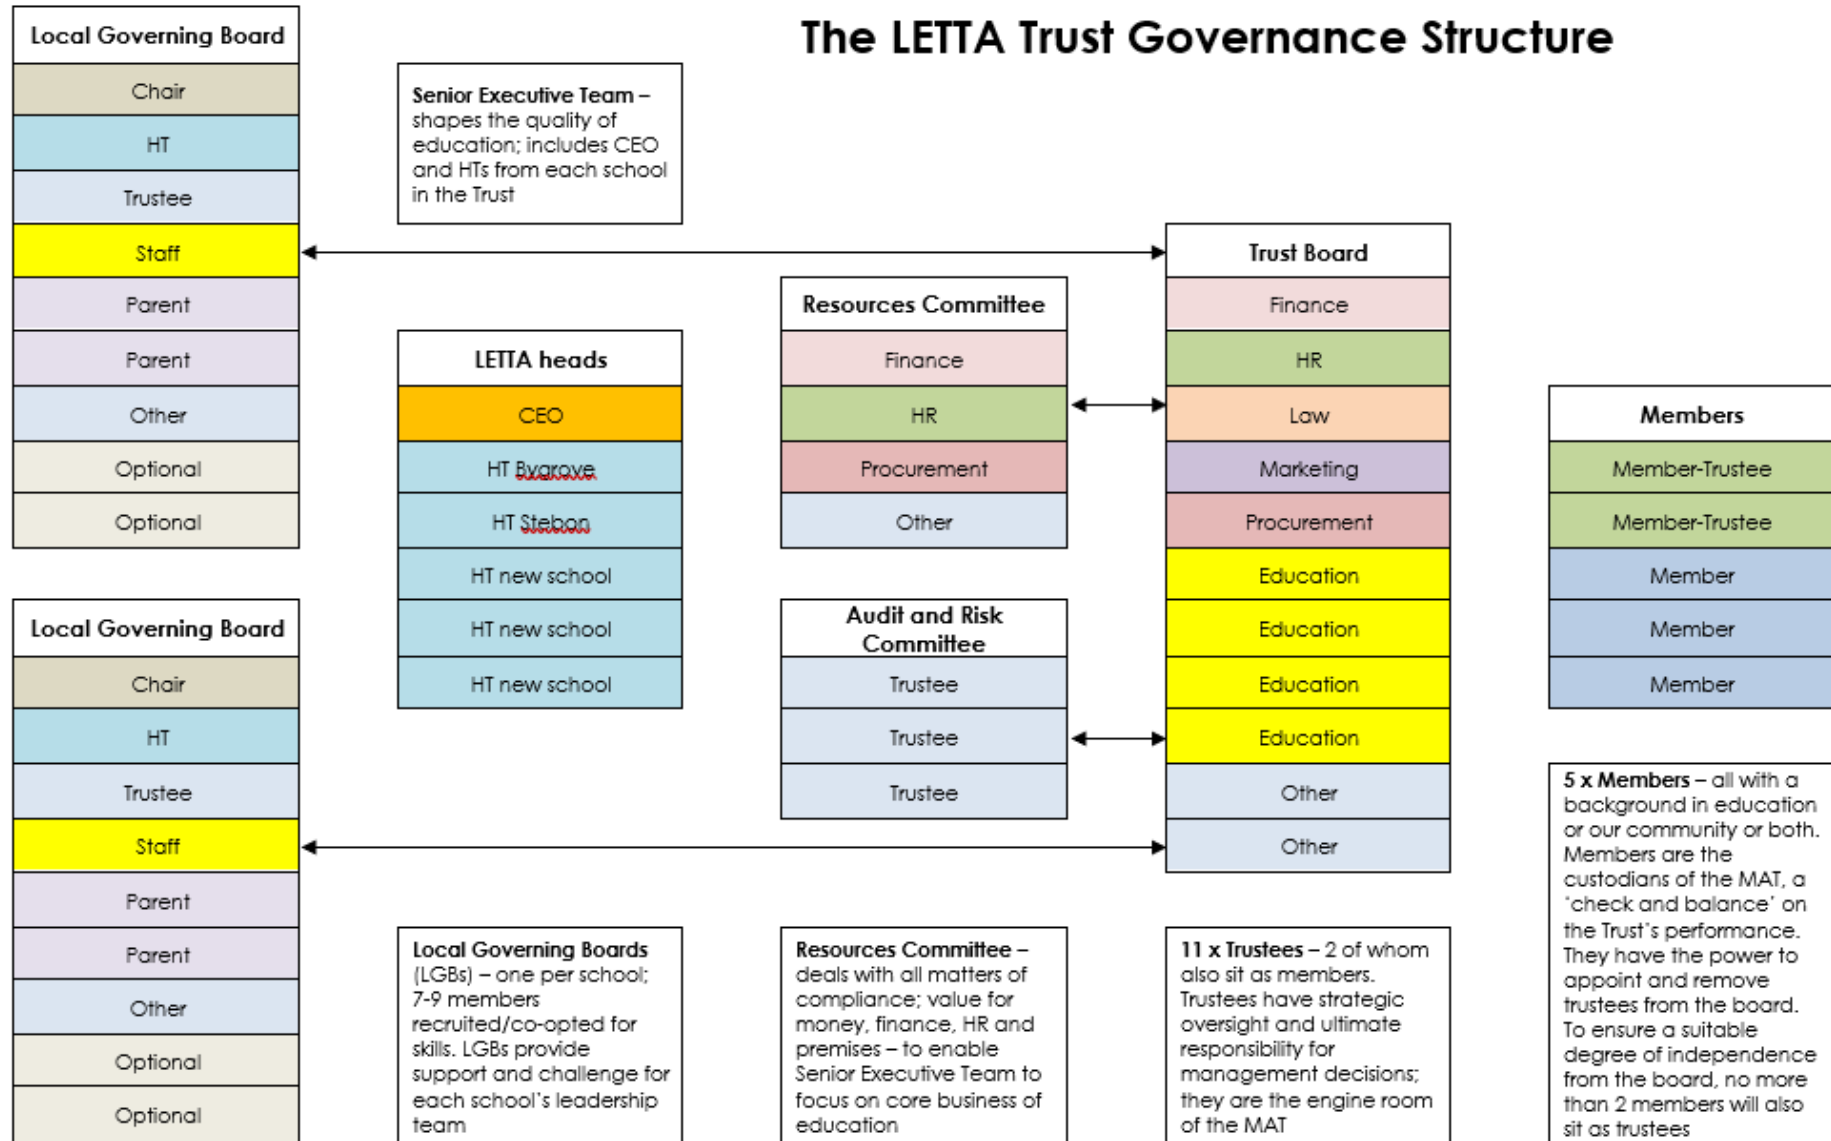 The LETTA Trust Governance Structure
Local Governing Board
Chair
HT
Trustee
Staff
Parent
Parent
Other
Optional
Optional
Local Governing Board
Chair
HT
Trustee
Staff
Parent
Parent
Other
Optional
Optional
Senior Executive Team –
shapes the quality of
education; includes CEO
and HTs from each school
in the Trust
LETTA heads
CEO
HT Bygrove
HT Stebon
HT new school
HT new school
HT new school
Local Governing Boards
(LGBs) – one per school;
7-9 members
recruited/co-opted for
skills. LGBs provide
support and challenge for
each school's leadership
team
Resources Committee
Finance
HR
Procurement
Other
Audit and Risk
Committee
Trustee
Trustee
Trustee
Resources Committee –
deals with all matters of
compliance; value for
money, finance, HR and
premises – to enable
Senior Executive Team to
focus on core business of
education
Trust Board
Finance
HR
Law
Marketing
Procurement
Education
Education
Education
Education
Other
Other
11 x Trustees – 2 of whom
also sit as members.
Trustees have strategic
oversight and ultimate
responsibility for
management decisions;
they are the engine room
of the MAT
Members
Member-Trustee
Member-Trustee
Member
Member
Member
5 x Members – all with a
background in education
or our community or both.
Members are the
custodians of the MAT, a
‘check and balance’ on
the Trust's performance.
They have the power to
appoint and remove
trustees from the board.
To ensure a suitable
degree of independence
from the board, no more
than 2 members will also
sit as trustees